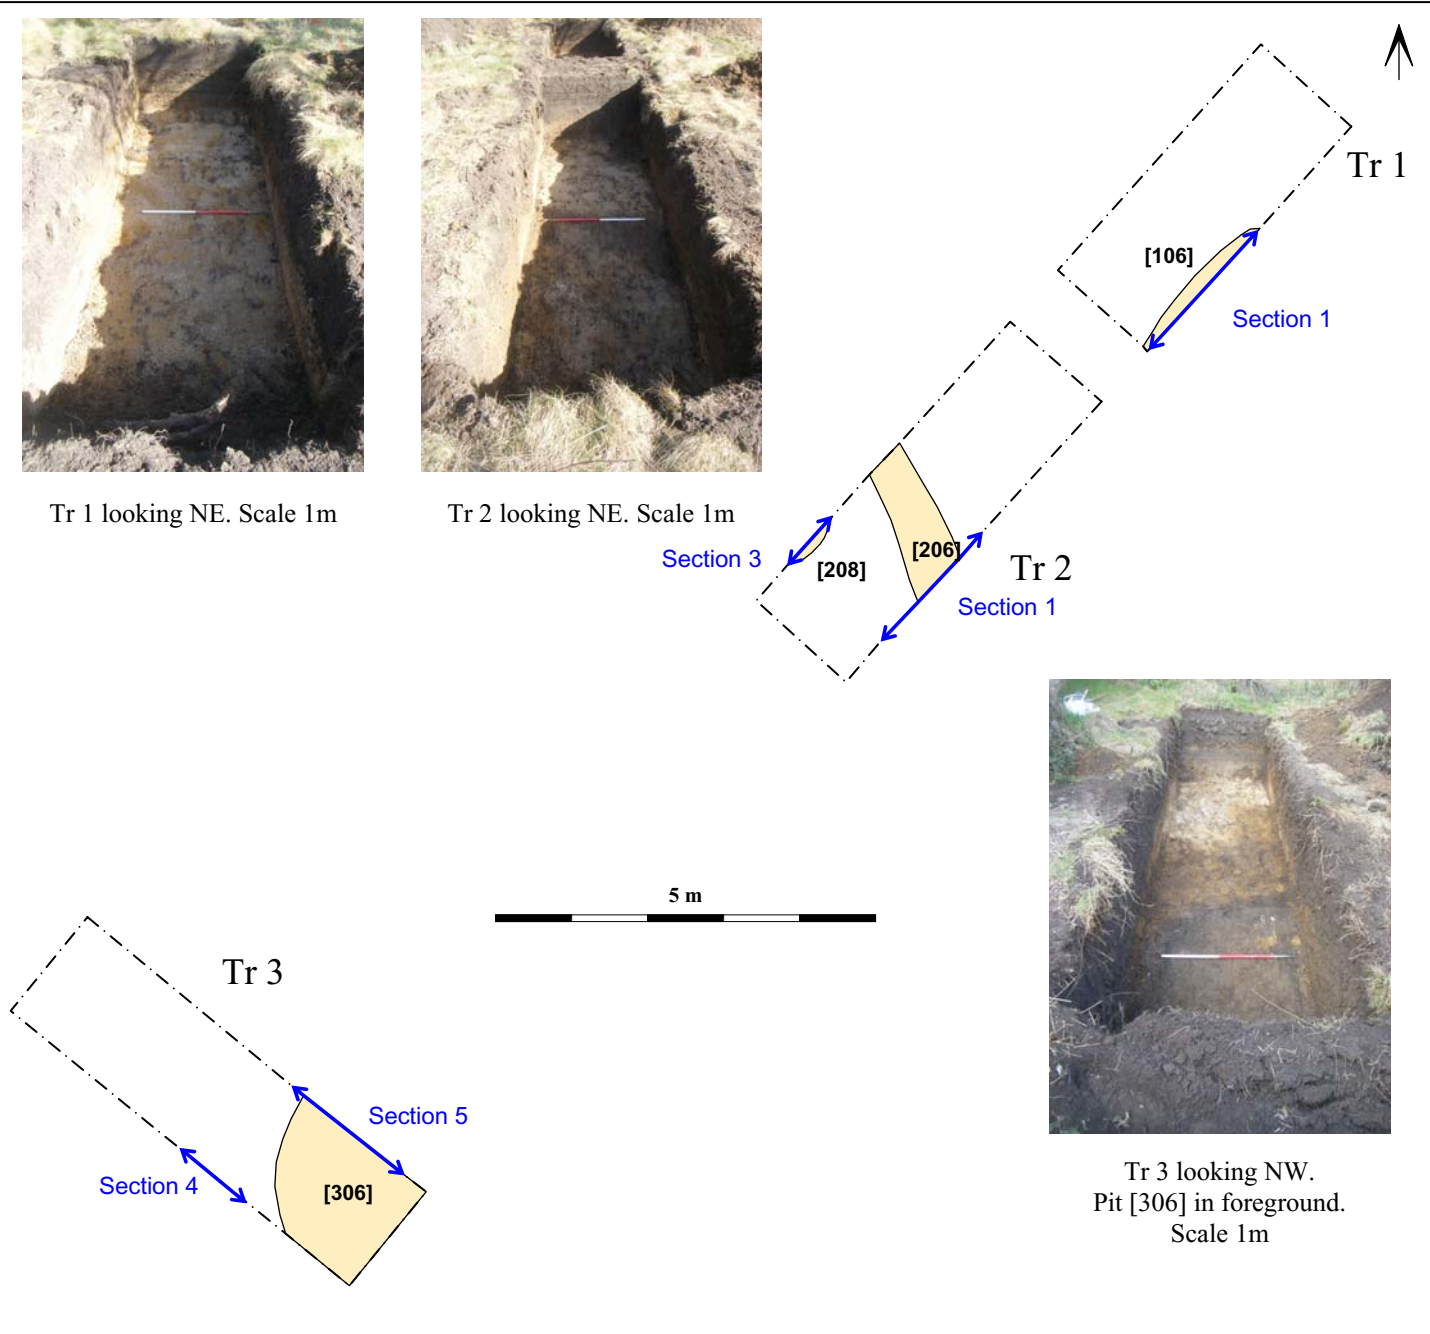 Tr 1
[106]
Section 1
Tr 1 looking NE. Scale 1m
Tr 2 looking NE. Scale 1m
Section 3
[208]
[206]
Tr 2
Section 1
5 m
Tr 3
Section 5
Section 4
[306]
Tr 3 looking NW.
Pit [306] in foreground.
Scale 1m